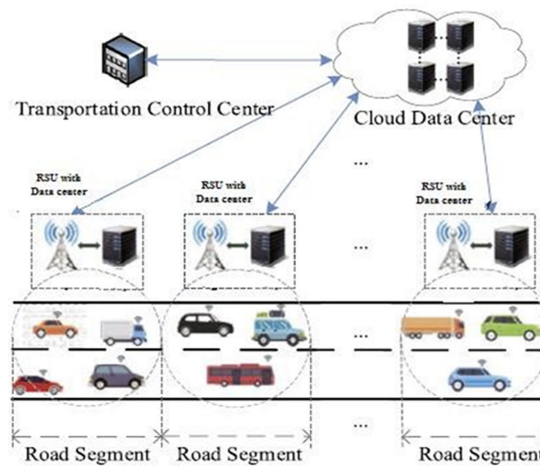 Transportation Control Center
Cloud Data Center
...
RSU with
Data center
RSU with
Data center
RSU with
Data center
...
...
...
Road Segment
Road Segment
Road Segment